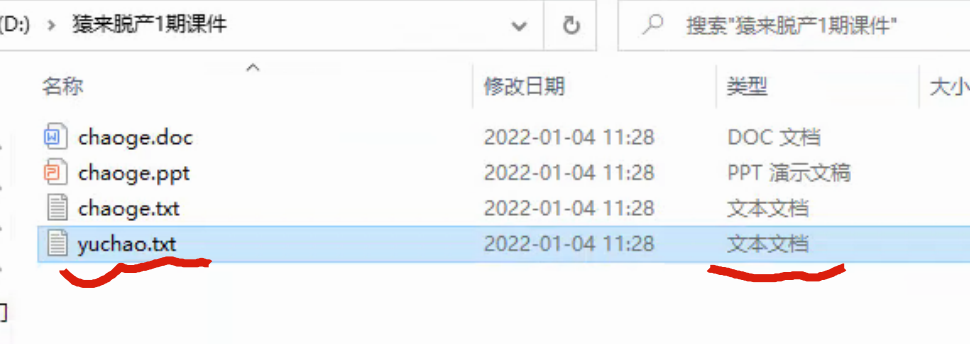 (D:) › 猿来脱产1期课件 搜索"猿来脱产1期课件"
名称 修改日期 类型 大小
chaoge.doc 2022-01-04 11:28 DOC 文档
chaoge.ppt 2022-01-04 11:28 PPT 演示文稿
chaoge.txt 2022-01-04 11:28 文本文档
yuchao.txt 2022-01-04 11:28 文本文档